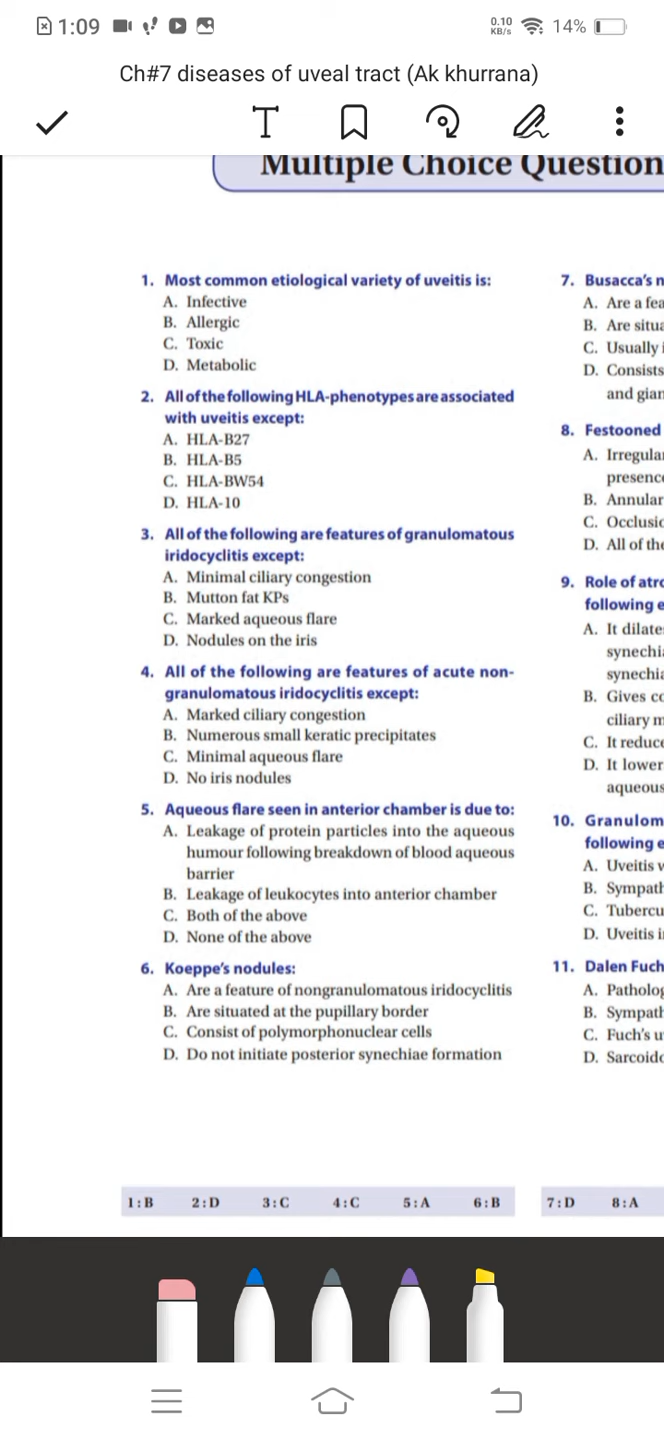 1:09
0.10
KB/s
14%
Ch#7 diseases of uveal tract (Ak khurrana)
T
Multiple Choice Question
1. Most common etiological variety of uveitis is:
A. Infective
B. Allergic
C. Toxic
D. Metabolic
2. All of the following HLA-phenotypes are associated
with uveitis except:
A. HLA-B27
B. HLA-B5
C. HLA-BW54
D. HLA-10
3. All of the following are features of granulomatous
iridocyclitis except:
A. Minimal ciliary congestion
B. Mutton fat KPs
C. Marked aqueous flare
D. Nodules on the iris
4. All of the following are features of acute non-
granulomatous iridocyclitis except:
A. Marked ciliary congestion
B. Numerous small keratic precipitates
C. Minimal aqueous flare
D. No iris nodules
5. Aqueous flare seen in anterior chamber is due to:
A. Leakage of protein particles into the aqueous
humour following breakdown of blood aqueous
barrier
B. Leakage of leukocytes into anterior chamber
C. Both of the above
D. None of the above
6. Koeppe's nodules:
A. Are a feature of nongranulomatous iridocyclitis
B. Are situated at the pupillary border
C. Consist of polymorphonuclear cells
D. Do not initiate posterior synechiae formation
1 : B 2 : D 3 : C 4 : C 5 : A 6 : B
7. Busacca's n
A. Are a fea
B. Are situa
C. Usually i
D. Consists
and gian
8. Festooned
A. Irregula
presenc
B. Annular
C. Occlusi
D. All of the
9. Role of atro
following e
A. It dilate
synechi
synechia
B. Gives co
ciliary m
C. It reduce
D. It lower
aqueous
10. Granulom
following e
A. Uveitis v
B. Sympath
C. Tubercu
D. Uveitis i
11. Dalen Fuch
A. Patholog
B. Sympath
C. Fuch's u
D. Sarcoid
7 : D 8 : A